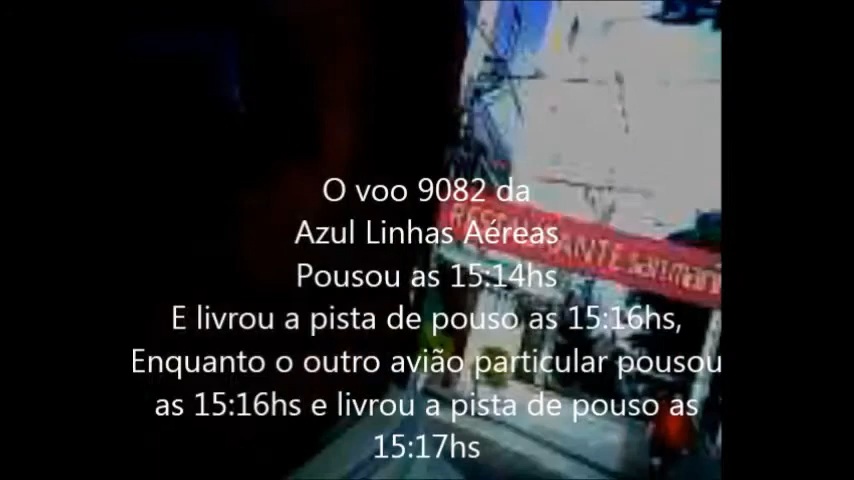 O voo 9082 da
Azul Linhas Aéreas
Pousou as 15:14hs
E livrou a pista de pouso as 15:16hs,
Enquanto o outro avião particular pousou
as 15:16hs e livrou a pista de pouso as
15:17hs
RESTAURANTE